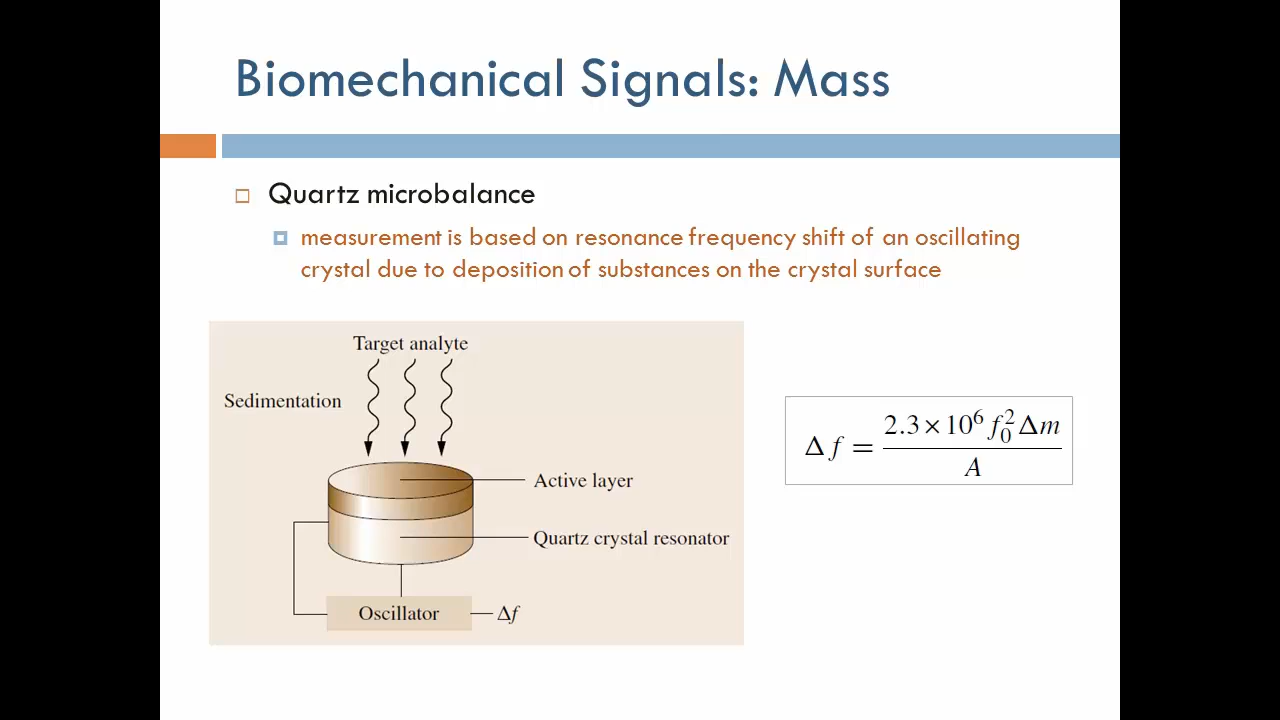 Biomechanical Signals: Mass
Quartz microbalance
measurement is based on resonance frequency shift of an oscillating
crystal due to deposition of substances on the crystal surface
Target analyte
Sedimentation
Active layer
Quartz crystal resonator
Oscillator
Δf
Δf = 2.3×10⁶ f₀² Δm / A